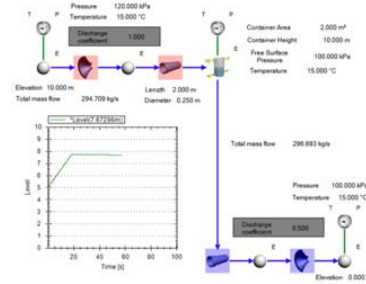 Pressure 120.000 kPa
Temperature 15.000 °C
T P
Discharge coefficient 1.000
E E
Elevation 10.000 m
Total mass flow 294.709 kg/s
Length 2.000 m
Diameter 0.250 m
T P
E
Container Area 2.000 m²
Container Height 10.000 m
Free Surface Pressure 100.000 kPa
Temperature 15.000 °C
Level(7.67296m)
10
9
8
7
6
5
4
3
2
1
0
Level
0 20 40 60 80 100
Time [s]
Total mass flow 296.693 kg/s
Pressure 100.000 kPa
Temperature 15.000 °C
T P
Discharge coefficient 0.500
E E
Elevation 0.000